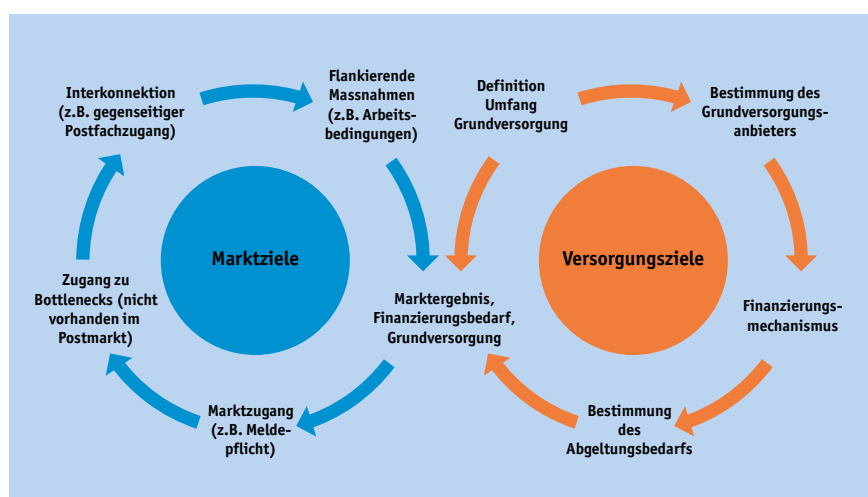 Interkonnektion
(z.B. gegenseitiger
Postfachzugang)
Flankierende
Massnahmen
(z.B. Arbeits-
bedingungen)
Definition
Umfang
Grundversorgung
Bestimmung des
Grundversorgungs-
anbieters
Marktziele
Versorgungsziele
Zugang zu
Bottlenecks (nicht
vorhanden im
Postmarkt)
Marktergebnis,
Finanzierungsbedarf,
Grundversorgung
Finanzierungs-
mechanismus
Marktzugang
(z.B. Melde-
pflicht)
Bestimmung
des
Abgeltungsbedarfs